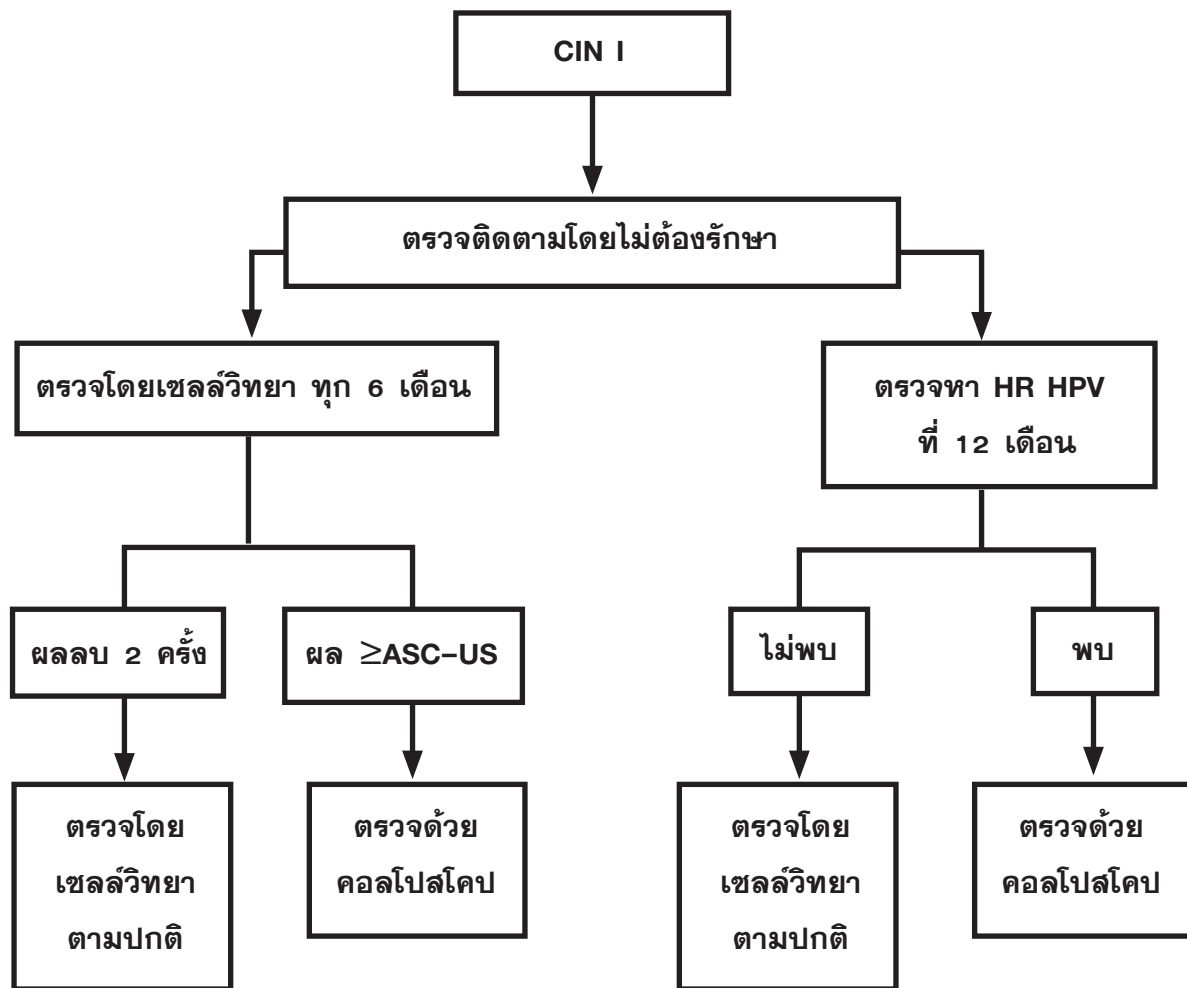 CIN I
ตรวจติดตามโดยไม่ต้องรักษา
ตรวจโดยเซลล์วิทยา ทุก 6 เดือน
ตรวจหา HR HPV
ที่ 12 เดือน
ผลลบ 2 ครั้ง
ผล ≥ASC-US
ไม่พบ
พบ
ตรวจโดย
เซลล์วิทยา
ตามปกติ
ตรวจด้วย
คอลโปสโคป
ตรวจโดย
เซลล์วิทยา
ตามปกติ
ตรวจด้วย
คอลโปสโคป